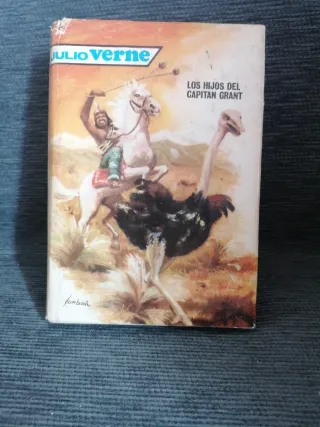 JULIO verne
LOS HIJOS DEL
CAPITAN GRANT